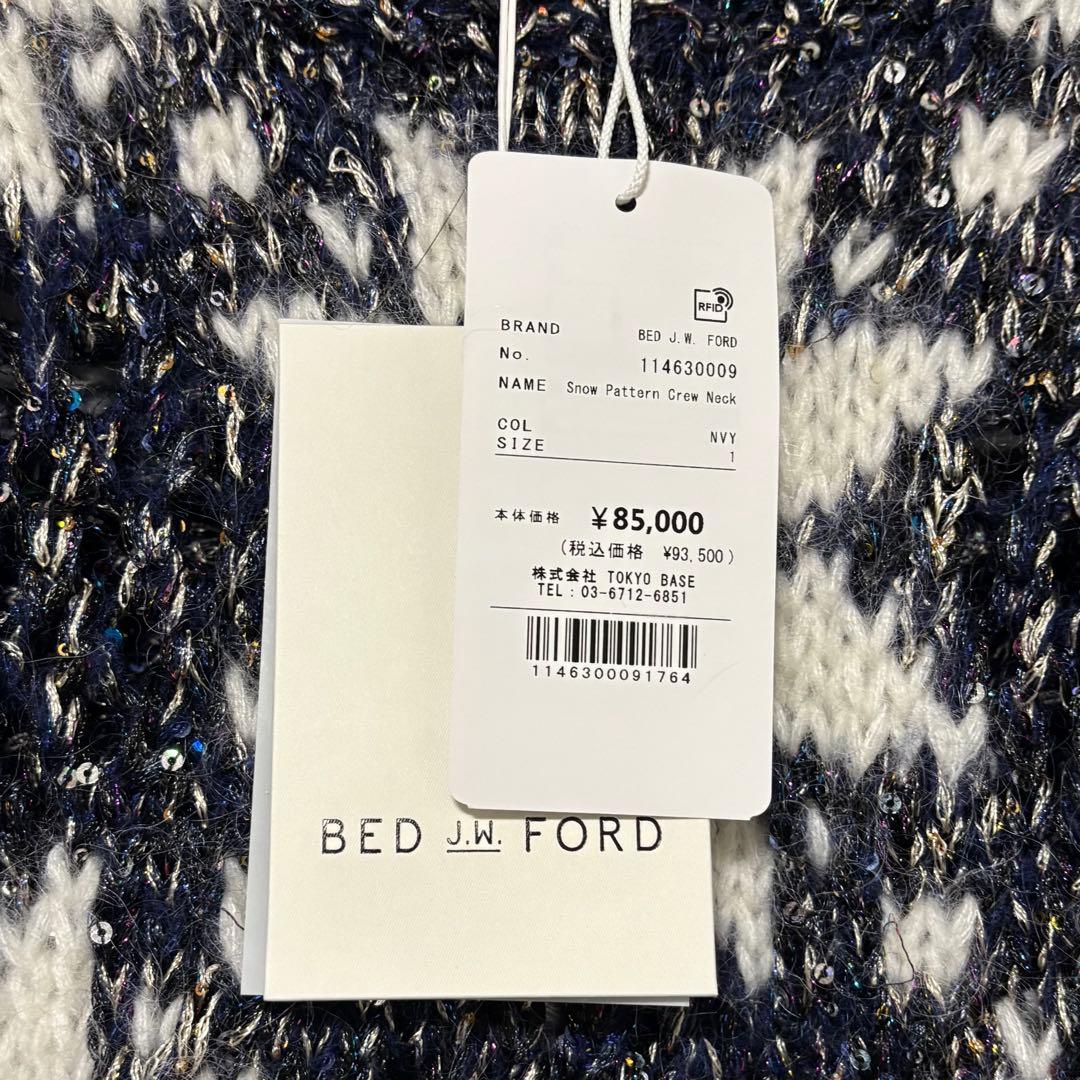 RFID
BRAND BED J.W. FORD
No. 114630009
NAME Snow Pattern Crew Neck
COL NVY
SIZE 1
本体価格 ¥85,000
(税込価格 ¥93,500)
株式会社 TOKYO BASE
TEL:03-6712-6851
1146300091764
BED J.W. FORD